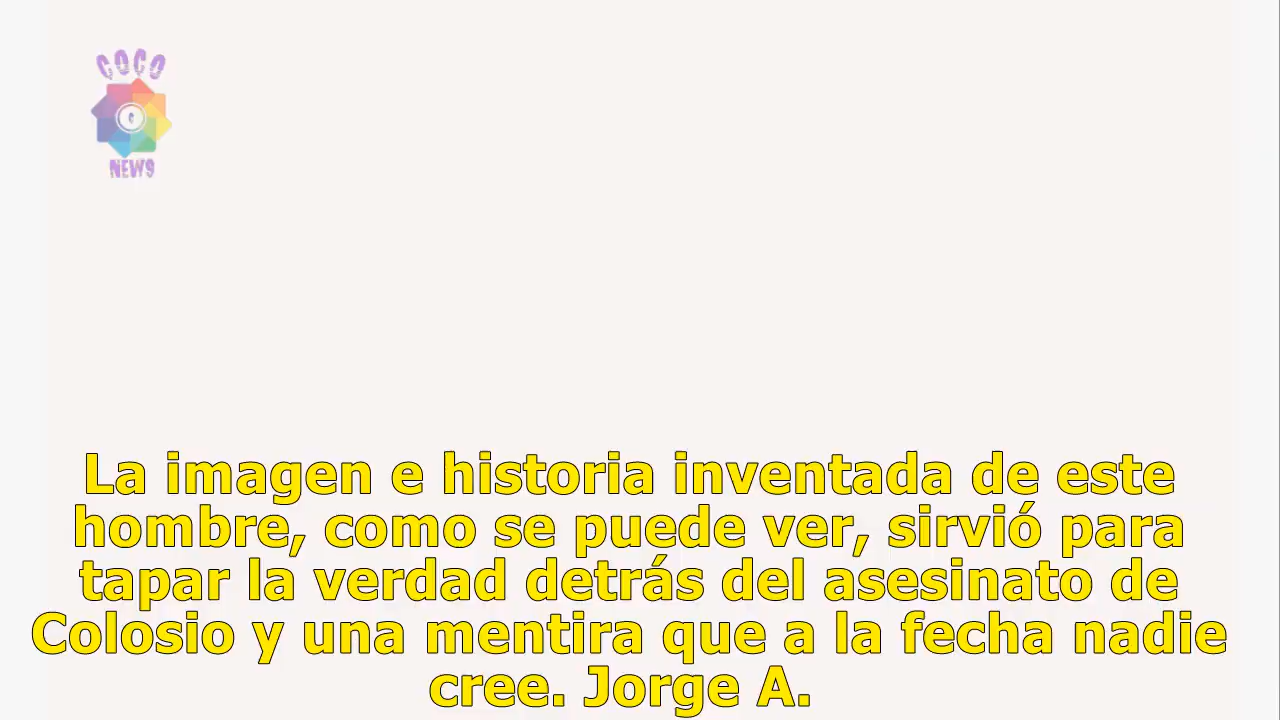 COCO
NEWS
La imagen e historia inventada de este
hombre, como se puede ver, sirvió para
tapar la verdad detrás del asesinato de
Colosio y una mentira que a la fecha nadie
cree. Jorge A.